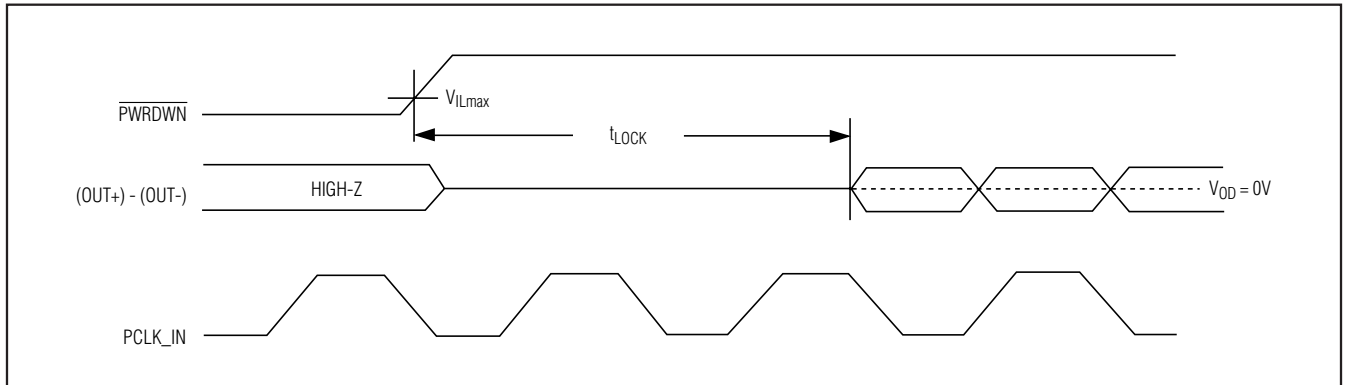 PWRDWN
VILmax
tLOCK
(OUT+) - (OUT-)
HIGH-Z
VOD = 0V
PCLK_IN